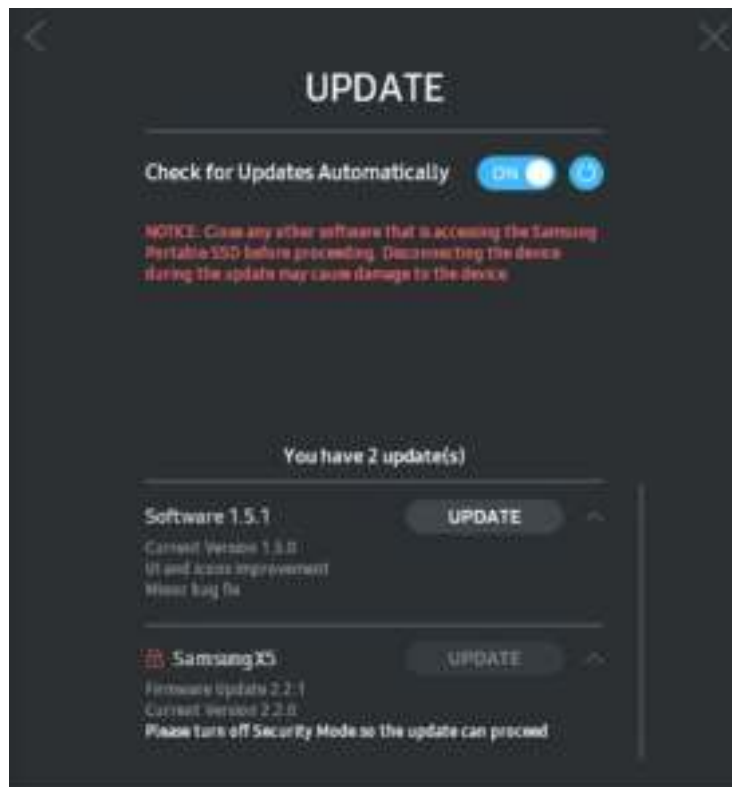 UPDATE
Check for Updates Automatically ON
NOTICE: Close any other software that is accessing the Samsung
Portable SSD before proceeding. Disconnecting the device
during the update may cause damage to the device
You have 2 update(s)
Software 1.5.1 UPDATE
Current Version 1.5.0
UI and icons improvement
Minor bug fix
Samsung X5 UPDATE
Firmware Update 2.2.1
Current Version 2.2.0
Please turn off Security Mode so the update can proceed